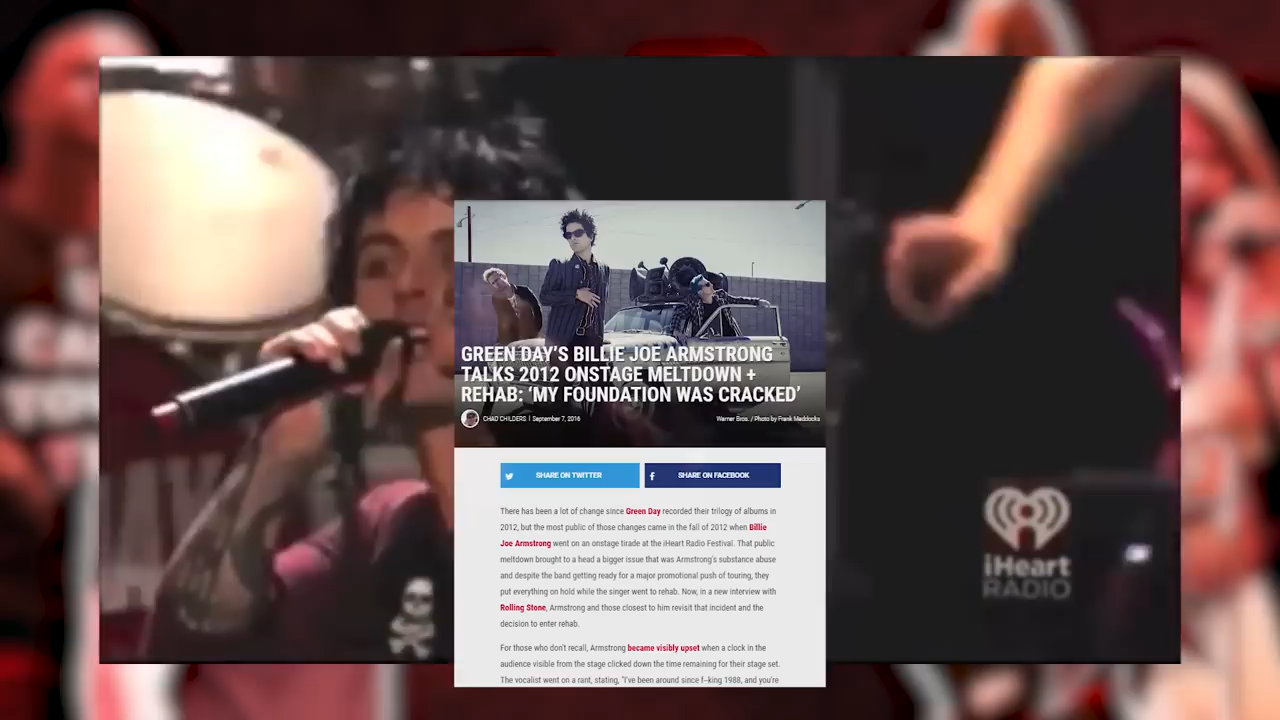 GREEN DAY'S BILLIE JOE ARMSTRONG
TALKS 2012 ONSTAGE MELTDOWN +
REHAB: 'MY FOUNDATION WAS CRACKED'
CHAD CHILDERS | September 7, 2016
Warner Bros. / Photo by Frank Maddocks
SHARE ON TWITTER
SHARE ON FACEBOOK
There has been a lot of change since Green Day recorded their trilogy of albums in
2012, but the most public of those changes came in the fall of 2012 when Billie
Joe Armstrong went on an onstage tirade at the iHeart Radio Festival. That public
meltdown brought to a head a bigger issue that was Armstrong's substance abuse
and despite the band getting ready for a major promotional push of touring, they
put everything on hold while the singer went to rehab. Now, in a new interview with
Rolling Stone, Armstrong and those closest to him revisit that incident and the
decision to enter rehab.
For those who don't recall, Armstrong became visibly upset when a clock in the
audience visible from the stage clicked down the time remaining for their stage set.
The vocalist went on a rant, stating, "I've been around since f--king 1988, and you're
iHeart
RADIO